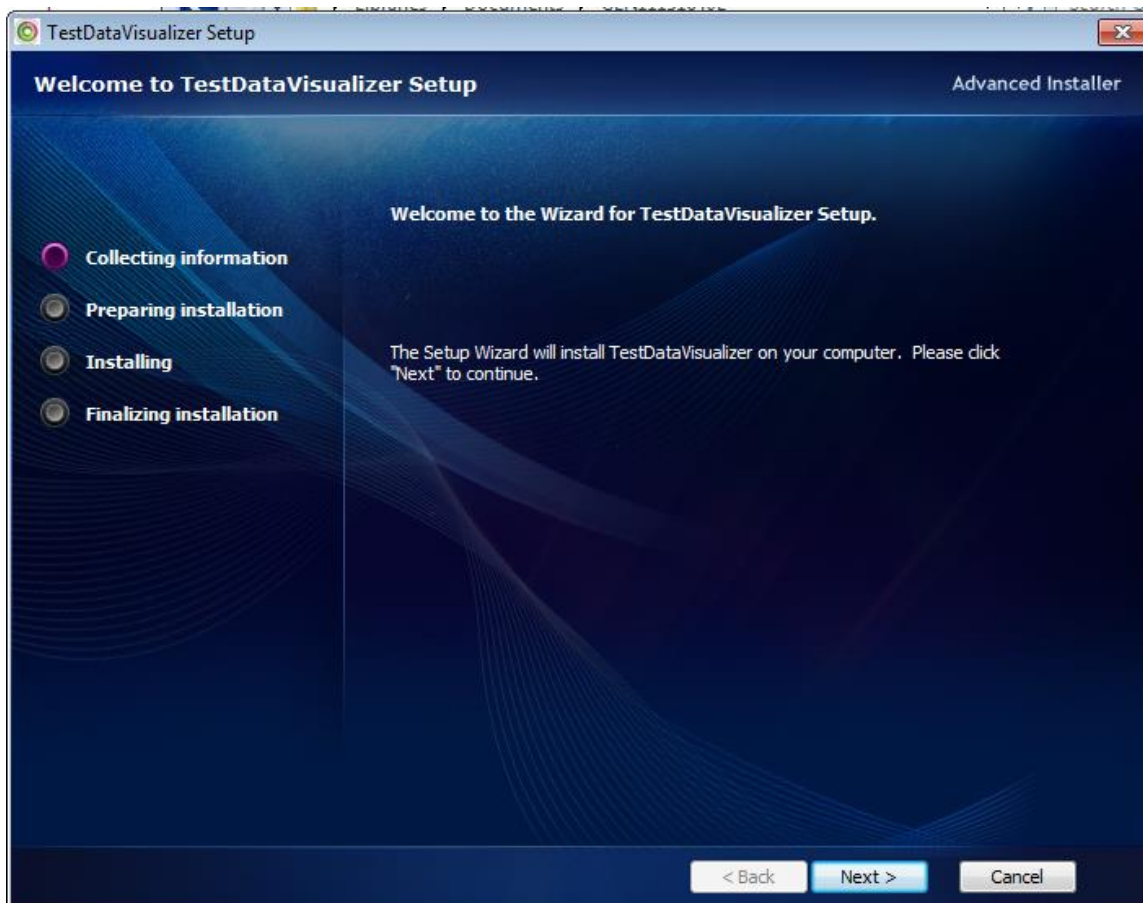 TestDataVisualizer Setup
Welcome to TestDataVisualizer Setup
Advanced Installer
Welcome to the Wizard for TestDataVisualizer Setup.
Collecting information
Preparing installation
Installing
Finalizing installation
The Setup Wizard will install TestDataVisualizer on your computer. Please click
"Next" to continue.
< Back
Next >
Cancel